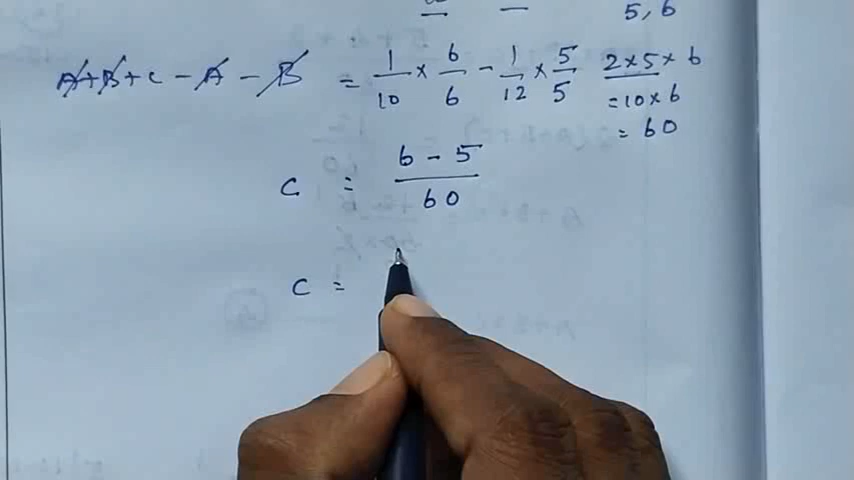 5, 6
A+B+C-A-B = 1/10 × 6/6 - 1/12 × 5/5 2×5×6
=10×6
= 60
C = 6-5/60
C =